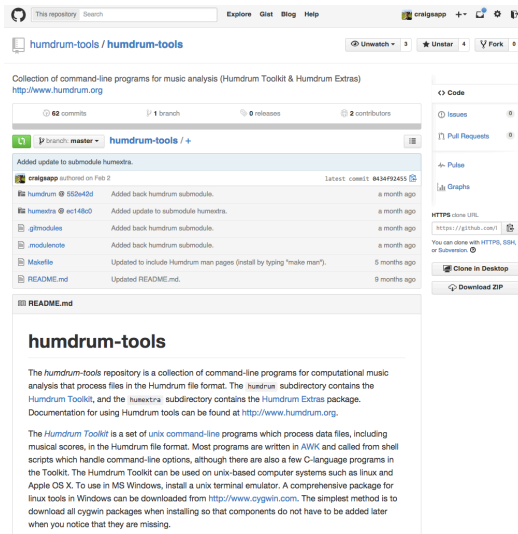 This repository Search Explore Gist Blog Help craigsapp
humdrum-tools / humdrum-tools Unwatch 3 Unstar 4 Fork 0
Collection of command-line programs for music analysis (Humdrum Toolkit & Humdrum Extras)
http://www.humdrum.org
62 commits 1 branch 0 releases 2 contributors
branch: master humdrum-tools / +
Added update to submodule humextra.
craigsapp authored on Feb 2 latest commit 0434f92455
humdrum @ 552e42d Added back humdrum submodule. a month ago
humextra @ ec148c0 Added update to submodule humextra. a month ago
.gitmodules Added back humdrum submodule. a month ago
.modulenote Added back humdrum submodule. a month ago
Makefile Updated to include Humdrum man pages (install by typing "make man"). 5 months ago
README.md Updated README.md. 9 months ago
README.md
humdrum-tools
The humdrum-tools repository is a collection of command-line programs for computational music
analysis that process files in the Humdrum file format. The humdrum subdirectory contains the
Humdrum Toolkit, and the humextra subdirectory contains the Humdrum Extras package.
Documentation for using Humdrum tools can be found at http://www.humdrum.org.
The Humdrum Toolkit is a set of unix command-line programs which process data files, including
musical scores, in the Humdrum file format. Most programs are written in AWK and called from shell
scripts which handle command-line options, although there are also a few C-language programs in
the Toolkit. The Humdrum Toolkit can be used on unix-based computer systems such as linux and
Apple OS X. To use in MS Windows, install a unix terminal emulator. A comprehensive package for
linux tools in Windows can be downloaded from http://www.cygwin.com. The simplest method is to
download all cygwin packages when installing so that components do not have to be added later
when you notice that they are missing.
Code
Issues 0
Pull Requests 0
Pulse
Graphs
HTTPS clone URL
https://github.com/
You can clone with HTTPS, SSH,
or Subversion.
Clone in Desktop
Download ZIP